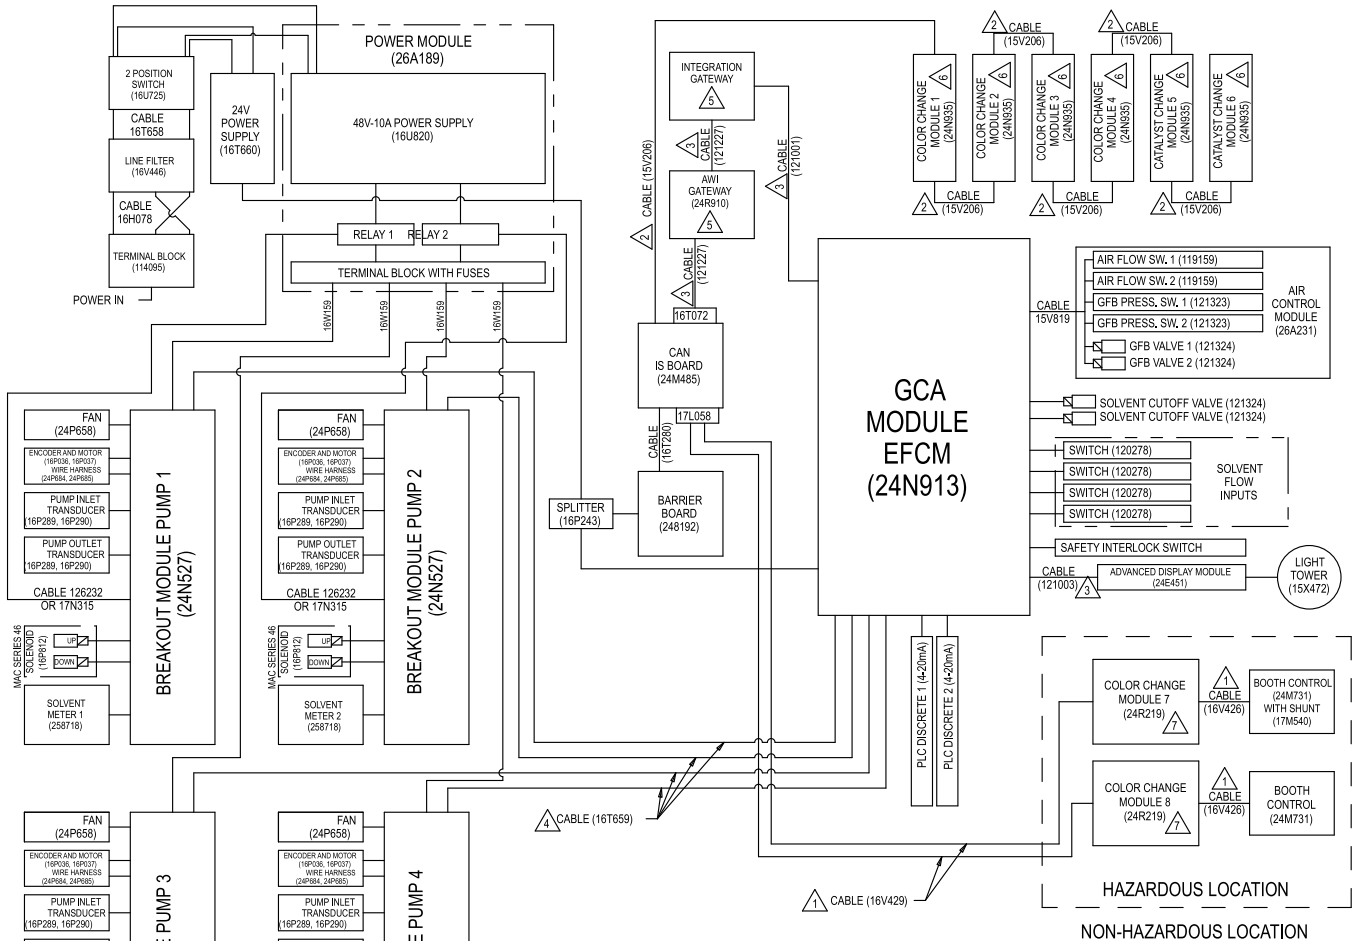 POWER MODULE
(26A189)
2 POSITION
SWITCH
(16U725)
CABLE
16T658
LINE FILTER
(16V446)
CABLE
16H078
TERMINAL BLOCK
(114095)
POWER IN
24V
POWER
SUPPLY
(16T660)
48V-10A POWER SUPPLY
(16U820)
RELAY 1
RELAY 2
TERMINAL BLOCK WITH FUSES
16W159
16W159
16W159
16W159
INTEGRATION
GATEWAY
5
3
CABLE
(121227)
AWI
GATEWAY
(24R910)
5
3
CABLE
(121227)
3
CABLE
(121001)
2
CABLE (15V206)
16T072
CAN
IS BOARD
(24M485)
17L058
CABLE
(16T280)
BARRIER
BOARD
(248192)
SPLITTER
(16P243)
2
CABLE
(15V206)
2
CABLE
(15V206)
COLOR CHANGE
MODULE 1
(24N935)
6
COLOR CHANGE
MODULE 2
(24N935)
6
COLOR CHANGE
MODULE 3
(24N935)
6
COLOR CHANGE
MODULE 4
(24N935)
6
CATALYST CHANGE
MODULE 5
(24N935)
6
CATALYST CHANGE
MODULE 6
(24N935)
6
2
CABLE
(15V206)
2
CABLE
(15V206)
2
CABLE
(15V206)
GCA
MODULE
EFCM
(24N913)
CABLE
15V819
AIR FLOW SW. 1 (119159)
AIR FLOW SW. 2 (119159)
GFB PRESS. SW. 1 (121323)
GFB PRESS. SW. 2 (121323)
GFB VALVE 1 (121324)
GFB VALVE 2 (121324)
AIR
CONTROL
MODULE
(26A231)
SOLVENT CUTOFF VALVE (121324)
SOLVENT CUTOFF VALVE (121324)
SWITCH (120278)
SWITCH (120278)
SWITCH (120278)
SWITCH (120278)
SOLVENT
FLOW
INPUTS
SAFETY INTERLOCK SWITCH
CABLE
(121003)
3
ADVANCED DISPLAY MODULE
(24E451)
LIGHT
TOWER
(15X472)
PLC DISCRETE 1 (4-20mA)
PLC DISCRETE 2 (4-20mA)
COLOR CHANGE
MODULE 7
(24R219)
7
1
CABLE
(16V426)
BOOTH CONTROL
(24M731)
WITH SHUNT
(17M540)
COLOR CHANGE
MODULE 8
(24R219)
7
1
CABLE
(16V426)
BOOTH
CONTROL
(24M731)
HAZARDOUS LOCATION
NON-HAZARDOUS LOCATION
4
CABLE (16T659)
1
CABLE (16V429)
FAN
(24P658)
ENCODER AND MOTOR
(16P036, 16P037)
WIRE HARNESS
(24P684, 24P685)
PUMP INLET
TRANSDUCER
(16P289, 16P290)
PUMP OUTLET
TRANSDUCER
(16P289, 16P290)
CABLE 126232
OR 17N315
MAC SERIES 46
SOLENOID
(16P812)
UP
DOWN
SOLVENT
METER 1
(258718)
BREAKOUT MODULE PUMP 1
(24N527)
FAN
(24P658)
ENCODER AND MOTOR
(16P036, 16P037)
WIRE HARNESS
(24P684, 24P685)
PUMP INLET
TRANSDUCER
(16P289, 16P290)
PUMP OUTLET
TRANSDUCER
(16P289, 16P290)
CABLE 126232
OR 17N315
MAC SERIES 46
SOLENOID
(16P812)
UP
DOWN
SOLVENT
METER 2
(258718)
BREAKOUT MODULE PUMP 2
(24N527)
FAN
(24P658)
ENCODER AND MOTOR
(16P036, 16P037)
WIRE HARNESS
(24P684, 24P685)
PUMP INLET
TRANSDUCER
(16P289, 16P290)
E PUMP 3
FAN
(24P658)
ENCODER AND MOTOR
(16P036, 16P037)
WIRE HARNESS
(24P684, 24P685)
PUMP INLET
TRANSDUCER
(16P289, 16P290)
E PUMP 4